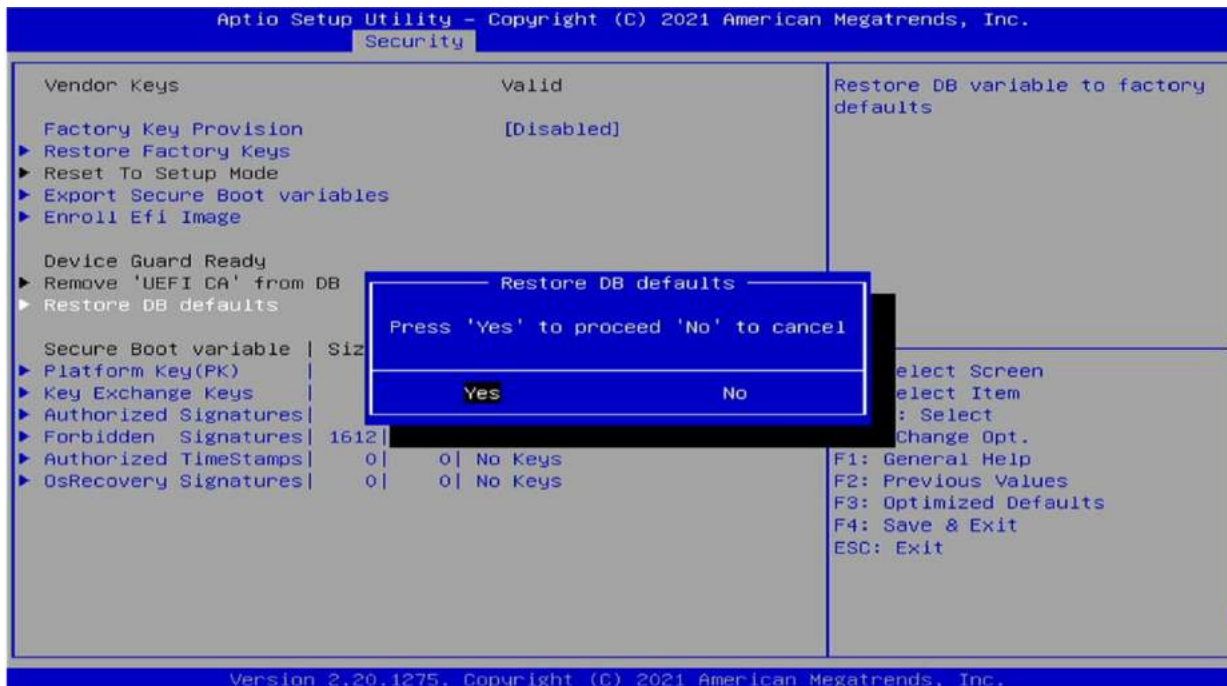 Aptio Setup Utility – Copyright (C) 2021 American Megatrends, Inc.
Security
Vendor Keys Valid
Factory Key Provision [Disabled]
Restore Factory Keys
Reset To Setup Mode
Export Secure Boot variables
Enroll Efi Image
Device Guard Ready
Remove 'UEFI CA' from DB
Restore DB defaults
Secure Boot variable | Siz
Platform Key(PK) |
Key Exchange Keys |
Authorized Signatures|
Forbidden Signatures| 1612|
Authorized TimeStamps| 0| 0| No Keys
OsRecovery Signatures| 0| 0| No Keys
Restore DB defaults
Press 'Yes' to proceed 'No' to cancel
Yes No
Restore DB variable to factory
defaults
elect Screen
elect Item
: Select
Change Opt.
F1: General Help
F2: Previous Values
F3: Optimized Defaults
F4: Save & Exit
ESC: Exit
Version 2.20.1275. Copyright (C) 2021 American Megatrends, Inc.